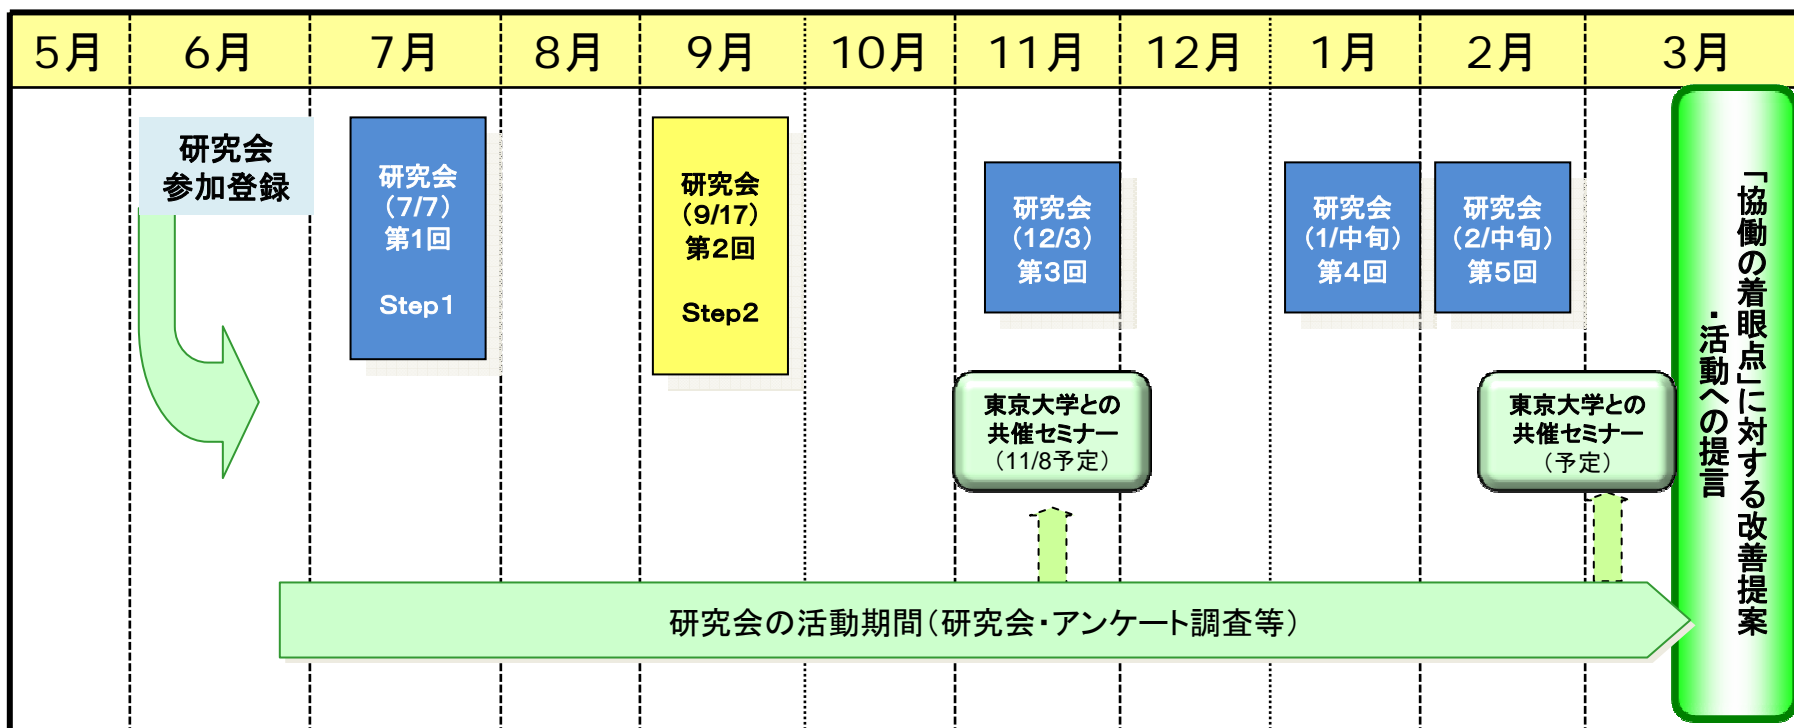 5月 6月 7月 8月 9月 10月 11月 12月 1月 2月 3月
研究会
参加登録
研究会
(7/7)
第1回
Step1
研究会
(9/17)
第2回
Step2
研究会
(12/3)
第3回
研究会
(1/中旬)
第4回
研究会
(2/中旬)
第5回
東京大学との
共催セミナー
(11/8予定)
東京大学との
共催セミナー
(予定)
研究会の活動期間(研究会・アンケート調査等)
「協働の着眼点」に対する改善提案
・活動への提言